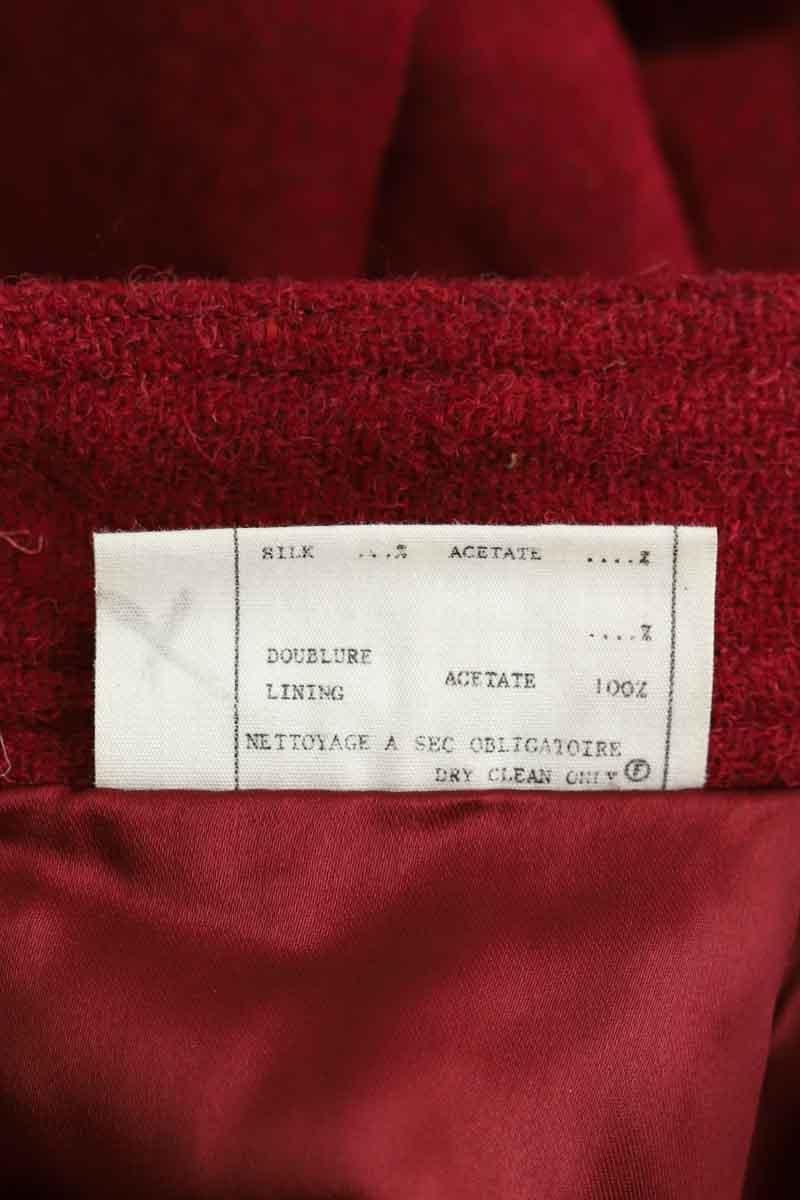 SILK ...% ACETATE ....%
....%
DOUBLURE
LINING ACETATE 100%
NETTOYAGE A SEC OBLIGATOIRE
DRY CLEAN ONLY Ⓕ